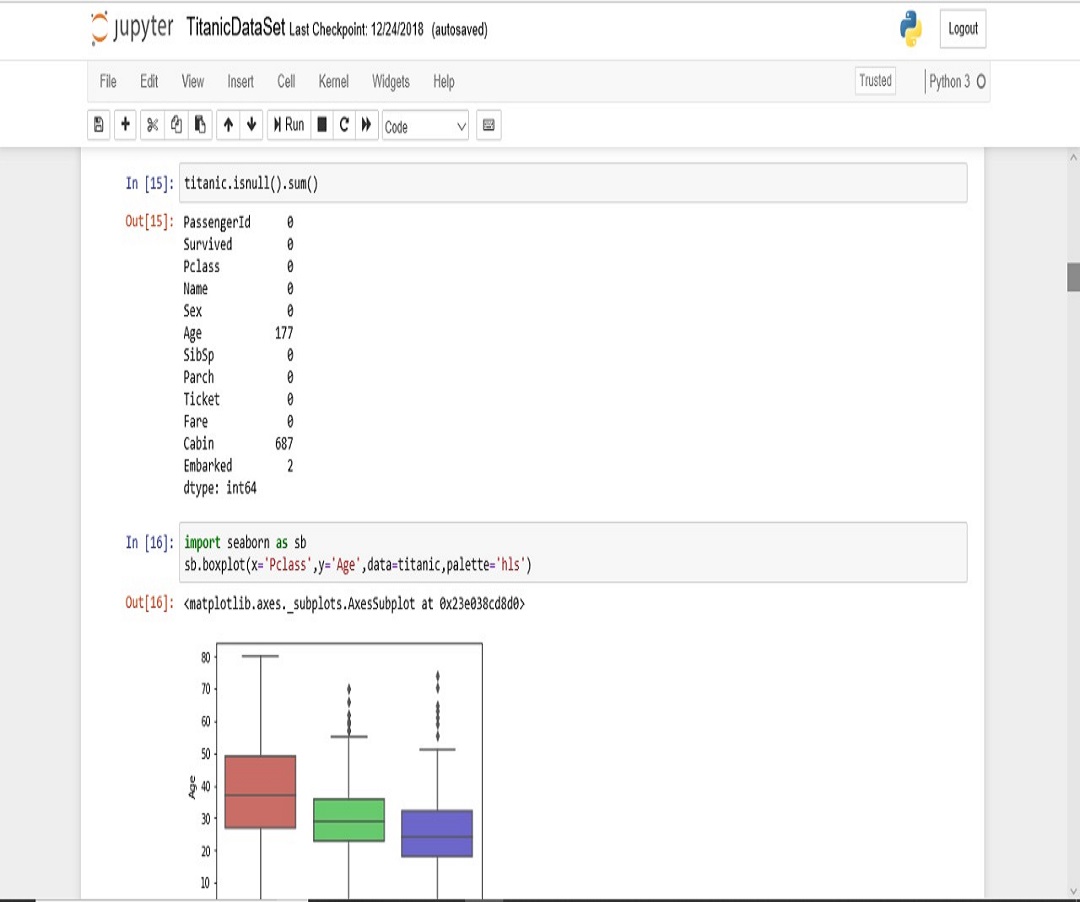 jupyter TitanicDataSet Last Checkpoint: 12/24/2018 (autosaved) Logout
File Edit View Insert Cell Kernel Widgets Help Trusted Python 3
Run Code
In [15]: titanic.isnull().sum()
Out[15]: PassengerId 0
Survived 0
Pclass 0
Name 0
Sex 0
Age 177
SibSp 0
Parch 0
Ticket 0
Fare 0
Cabin 687
Embarked 2
dtype: int64
In [16]: import seaborn as sb
sb.boxplot(x='Pclass',y='Age',data=titanic,palette='hls')
Out[16]: <matplotlib.axes._subplots.AxesSubplot at 0x23e038cd8d0>
80
70
60
50
Age
40
30
20
10